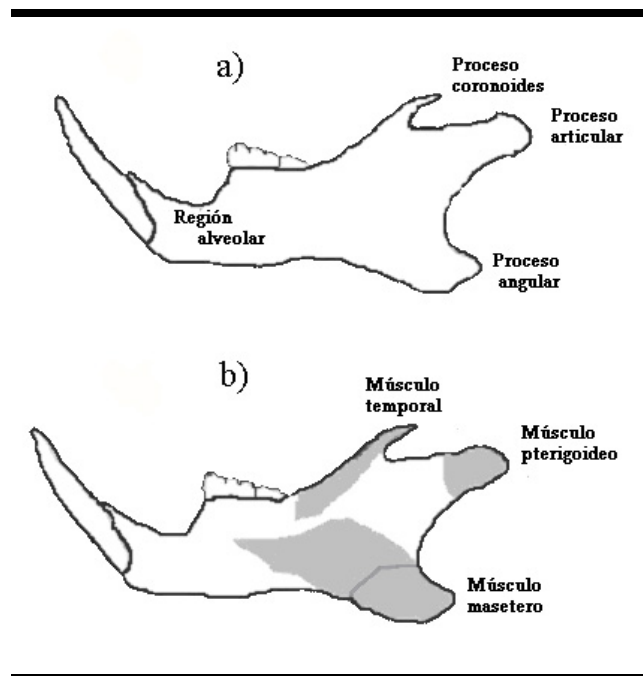 a)
Proceso
coronoides
Proceso
articular
Región
alveolar
Proceso
angular
b)
Músculo
temporal
Músculo
pterigoideo
Músculo
masetero